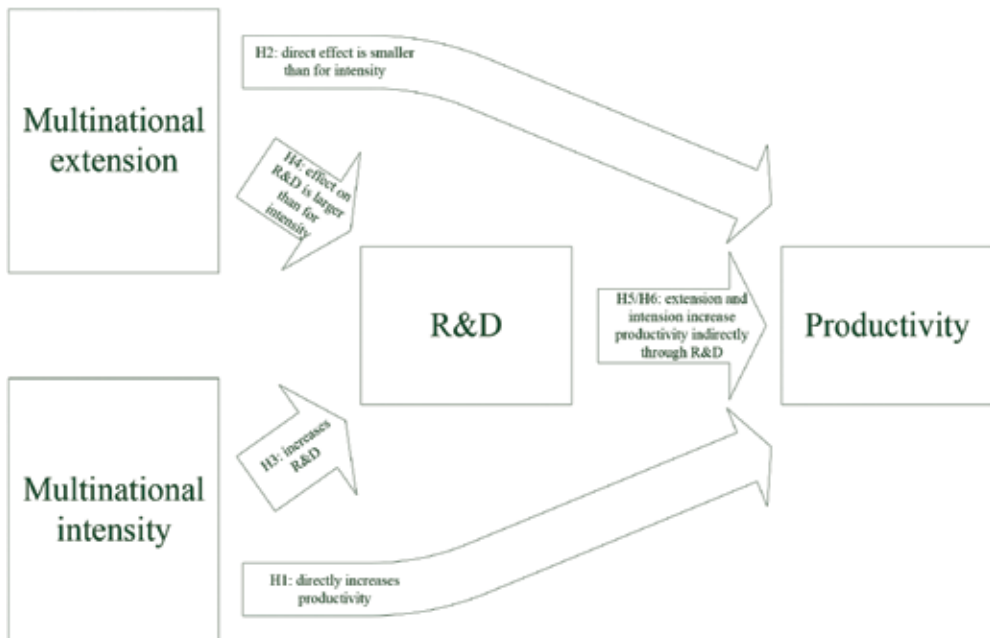 H2: direct effect is smaller
than for intensity
Multinational
extension
H4: effect on
R&D is larger
than for
intensity
R&D
H5/H6: extension and
intension increase
productivity indirectly
through R&D
Productivity
H3: increases
R&D
Multinational
intensity
H1: directly increases
productivity